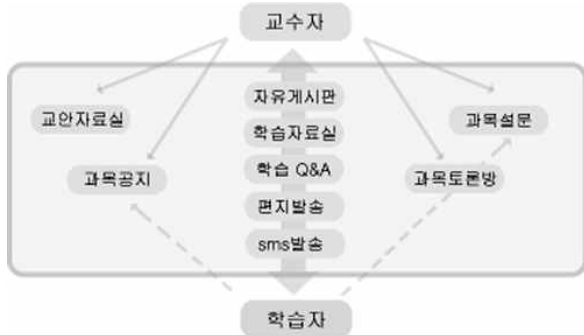 교수자
자유게시판
교안자료실
과목설문
학습자료실
학습 Q&A
과목공지
과목토론방
편지발송
sms발송
학습자